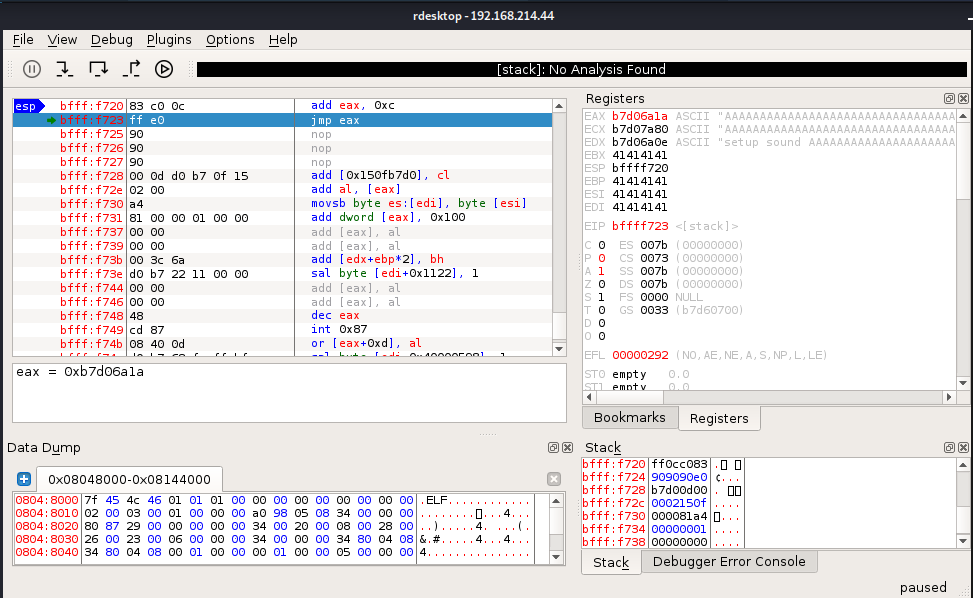 rdesktop - 192.168.214.44
File View Debug Plugins Options Help
[stack]: No Analysis Found
esp bfff:f720 83 c0 0c add eax, 0xc
bfff:f723 ff e0 jmp eax
bfff:f725 90 nop
bfff:f726 90 nop
bfff:f727 90 nop
bfff:f728 00 0d d0 b7 0f 15 add [0x150fb7d0], cl
bfff:f72e 02 00 add al, [eax]
bfff:f730 a4 movsb byte es:[edi], byte [esi]
bfff:f731 81 00 00 01 00 00 add dword [eax], 0x100
bfff:f737 00 00 add [eax], al
bfff:f739 00 00 add [eax], al
bfff:f73b 00 3c 6a add [edx+ebp*2], bh
bfff:f73e d0 b7 22 11 00 00 sal byte [edi+0x1122], 1
bfff:f744 00 00 add [eax], al
bfff:f746 00 00 add [eax], al
bfff:f748 48 dec eax
bfff:f749 cd 87 int 0x87
bfff:f74b 08 40 0d or [eax+0xd], al
eax = 0xb7d06a1a
Registers
EAX b7d06a1a ASCII "AAAAAAAAAAAAAAAAAAAAAAAAAAAAAAAAAA
ECX b7d07a80 ASCII "AAAAAAAAAAAAAAAAAAAAAAAAAAAAAAAAAA
EDX b7d06a0e ASCII "setup sound AAAAAAAAAAAAAAAAAAAAAA
EBX 41414141
ESP bffff720
EBP 41414141
ESI 41414141
EDI 41414141
EIP bffff723 <[stack]>
C 0 ES 007b (00000000)
P 0 CS 0073 (00000000)
A 1 SS 007b (00000000)
Z 0 DS 007b (00000000)
S 1 FS 0000 NULL
T 0 GS 0033 (b7d60700)
D 0
O 0
EFL 00000292 (NO,AE,NE,A,S,NP,L,LE)
ST0 empty 0.0
ST1 empty 0.0
Bookmarks Registers
Data Dump
0x08048000-0x08144000
0804:8000 7f 45 4c 46 01 01 01 00 00 00 00 00 00 00 00 00 .ELF............
0804:8010 02 00 03 00 01 00 00 00 a0 98 05 08 34 00 00 00 ............4...
0804:8020 80 87 29 00 00 00 00 00 34 00 20 00 08 00 28 00 ..).....4. ...(.
0804:8030 26 00 23 00 06 00 00 00 34 00 00 00 34 80 04 08 &.#.....4...4...
0804:8040 34 80 04 08 00 01 00 00 00 01 00 00 05 00 00 00 4...............
Stack
bfff:f720 ff0cc083
bfff:f724 909090e0
bfff:f728 b7d00d00
bfff:f72c 0002150f ....
bfff:f730 000081a4
bfff:f734 00000001 ....
bfff:f738 00000000 ....
Stack Debugger Error Console
paused